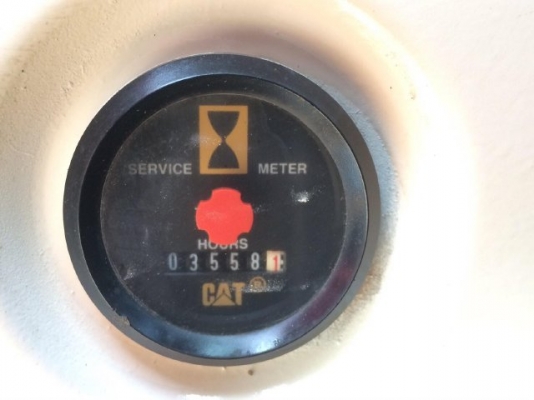 SERVICE METER
HOURS
035581
CAT®